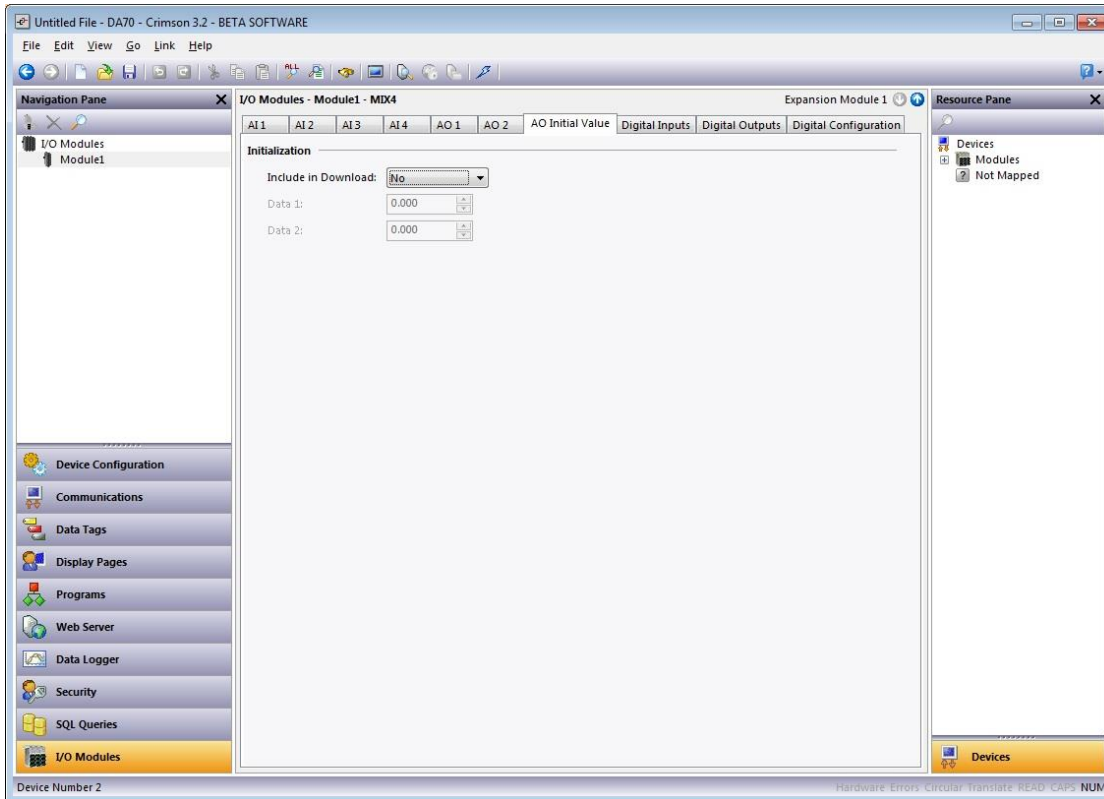 Untitled File - DA70 - Crimson 3.2 - BETA SOFTWARE
File Edit View Go Link Help
Navigation Pane
I/O Modules
Module1
Device Configuration
Communications
Data Tags
Display Pages
Programs
Web Server
Data Logger
Security
SQL Queries
I/O Modules
I/O Modules - Module1 - MIX4
Expansion Module 1
AI 1 AI 2 AI 3 AI 4 AO 1 AO 2 AO Initial Value Digital Inputs Digital Outputs Digital Configuration
Initialization
Include in Download: No
Data 1: 0.000
Data 2: 0.000
Resource Pane
Devices
Modules
? Not Mapped
Devices
Device Number 2
Hardware Errors Circular Translate READ CAPS NUM